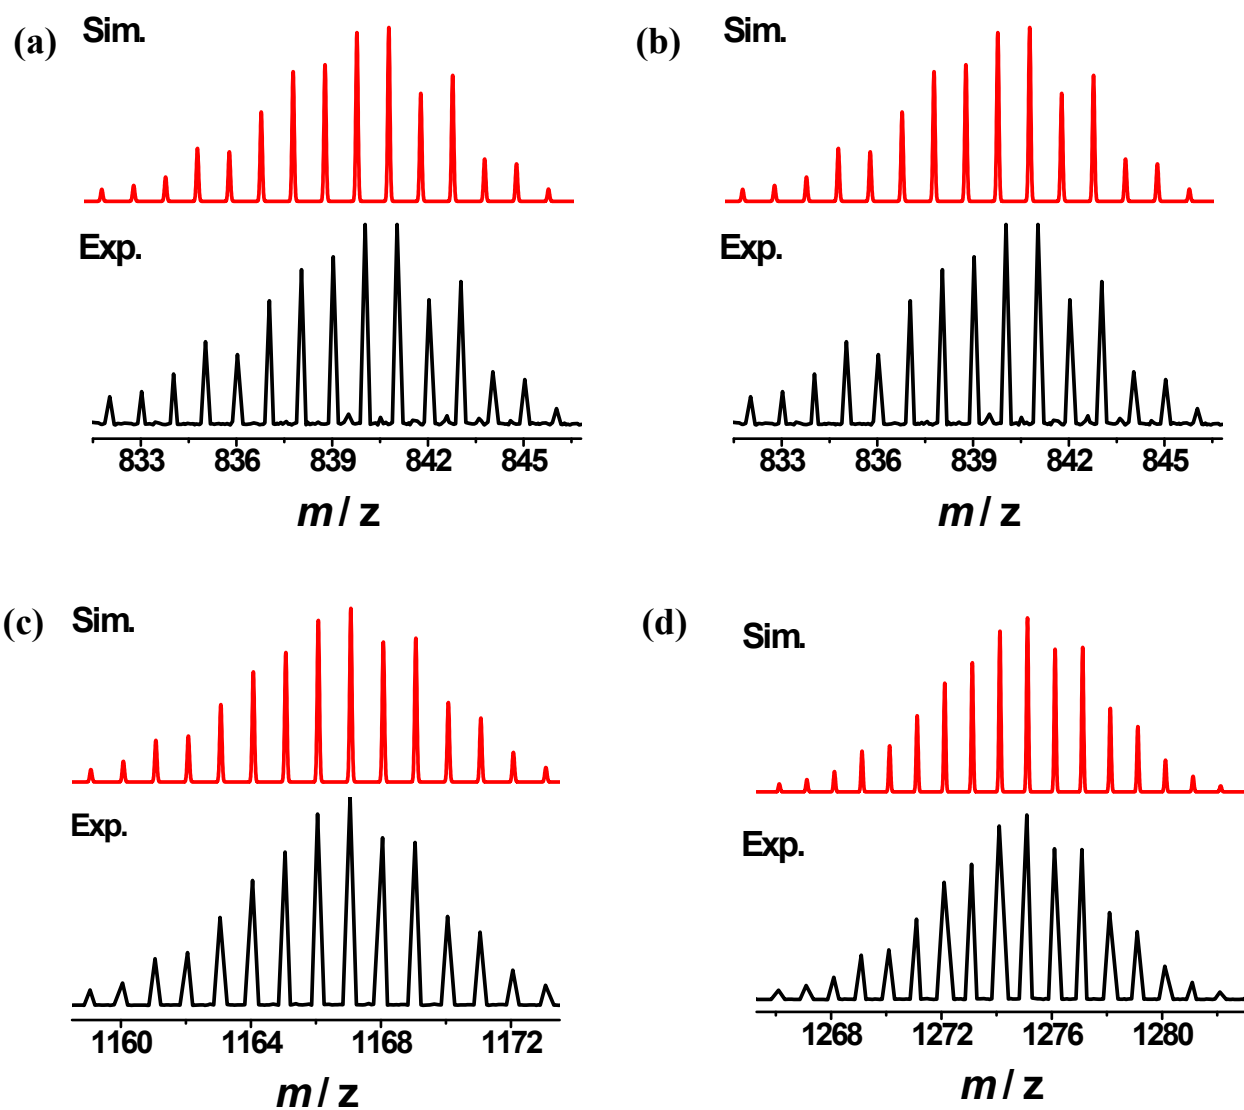 (a) Sim.
Exp.
833 836 839 842 845
m / z
(b) Sim.
Exp.
833 836 839 842 845
m / z
(c) Sim.
Exp.
1160 1164 1168 1172
m / z
(d) Sim.
Exp.
1268 1272 1276 1280
m / z